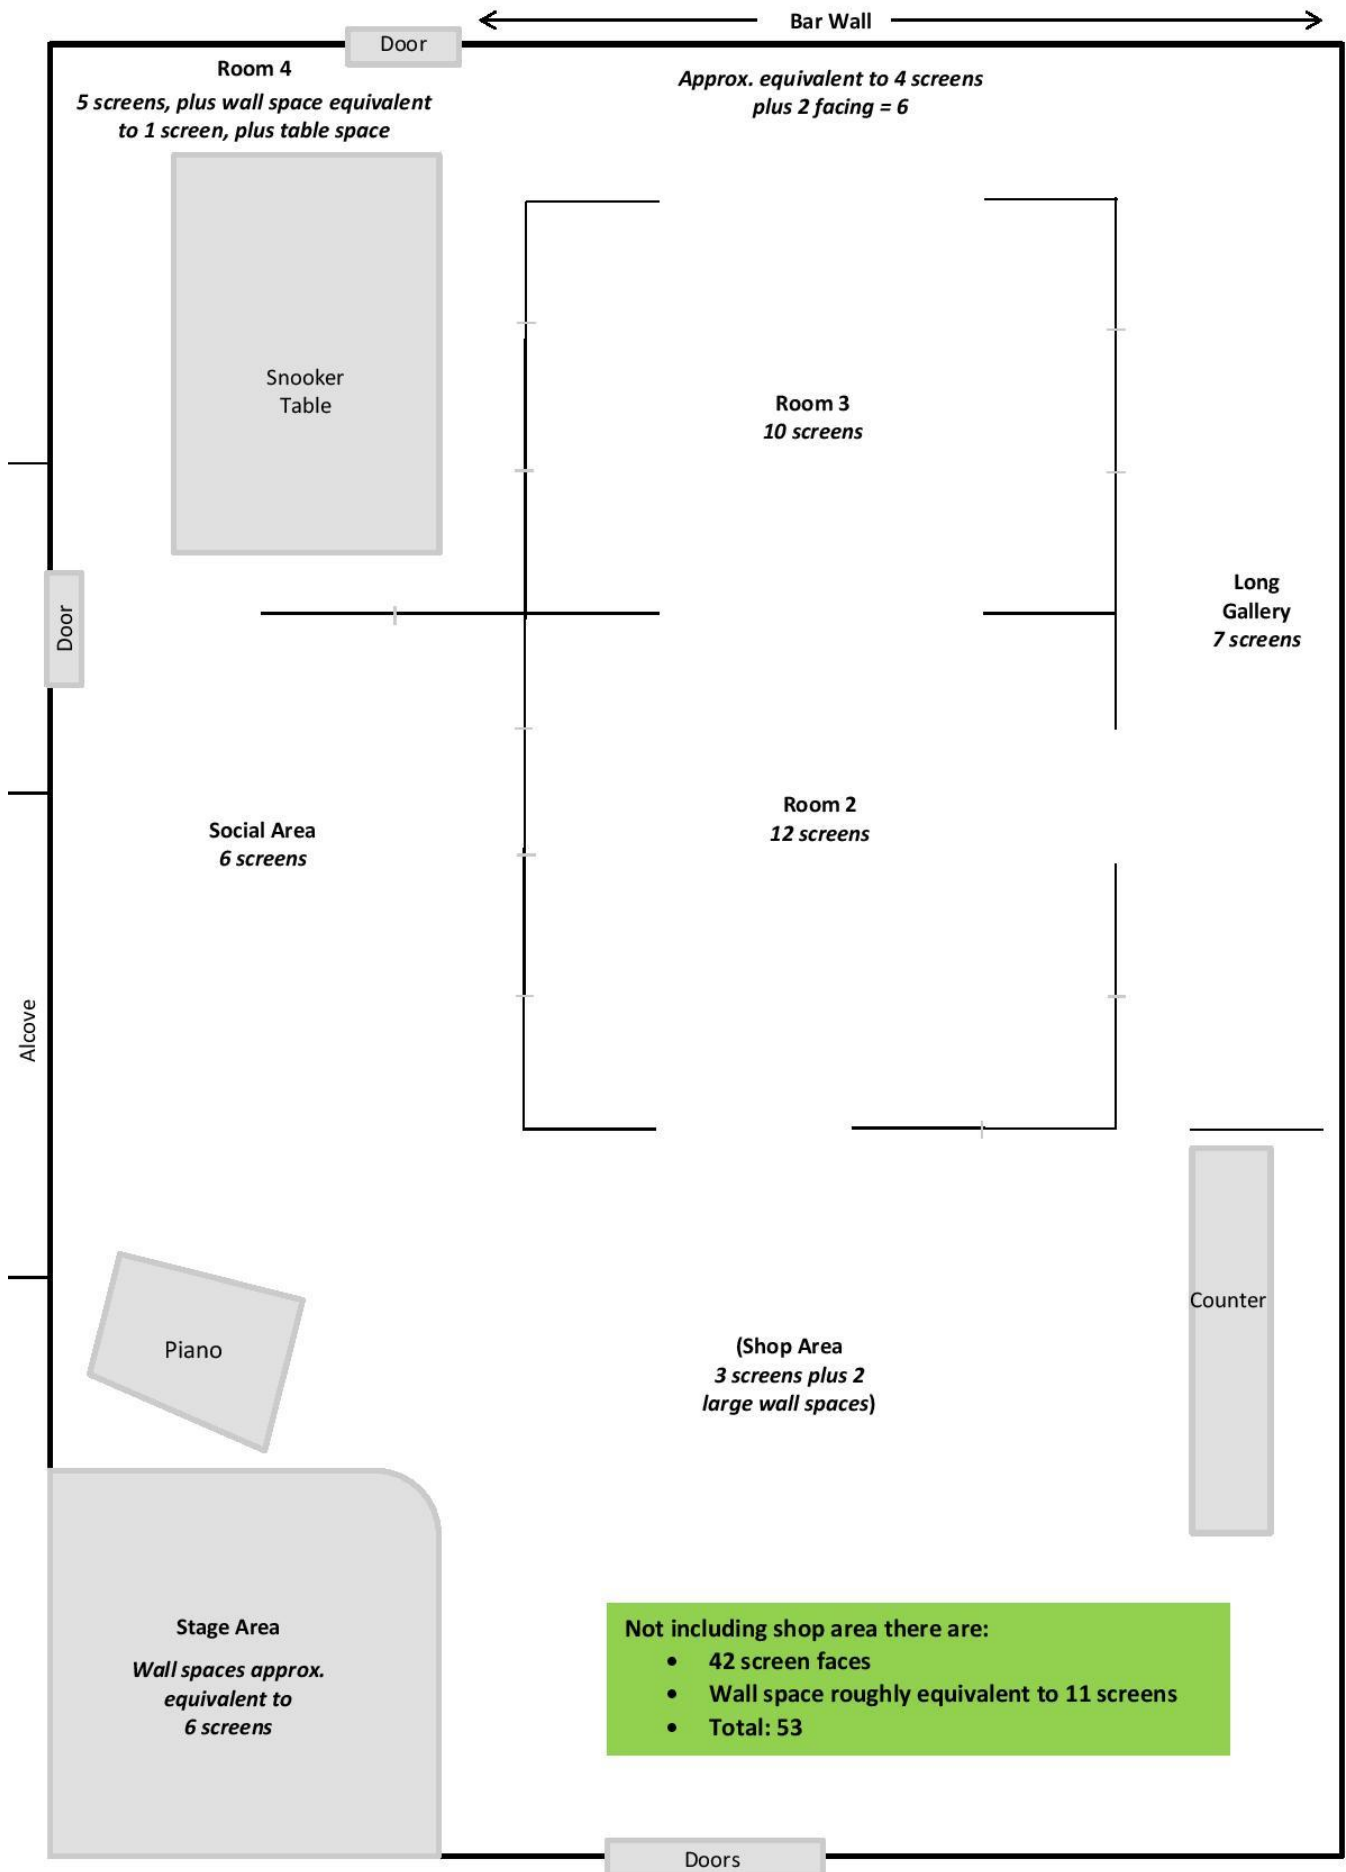 Bar Wall
Door
Room 4
5 screens, plus wall space equivalent
to 1 screen, plus table space
Approx. equivalent to 4 screens
plus 2 facing = 6
Snooker
Table
Room 3
10 screens
Door
Long
Gallery
7 screens
Social Area
6 screens
Room 2
12 screens
Alcove
Piano
Counter
(Shop Area
3 screens plus 2
large wall spaces)
Stage Area
Wall spaces approx.
equivalent to
6 screens
Not including shop area there are:
• 42 screen faces
• Wall space roughly equivalent to 11 screens
• Total: 53
Doors